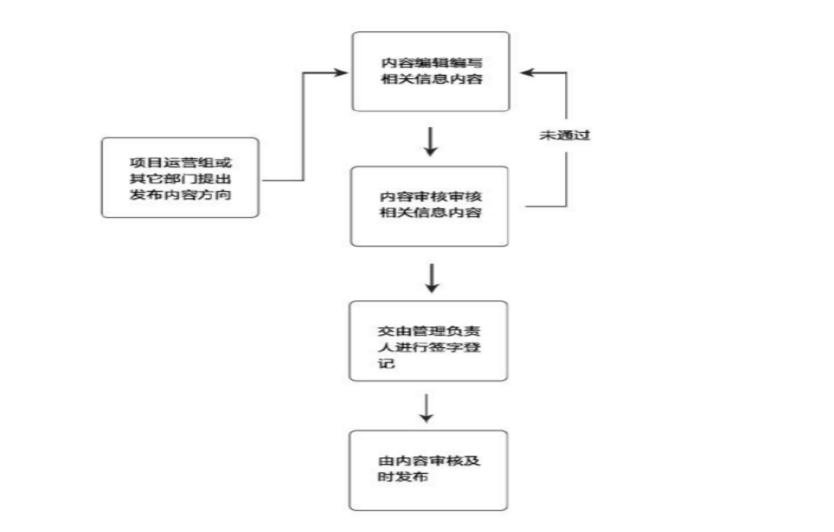 内容编辑编写
相关信息内容
未通过
项目运营组或
其它部门提出
发布内容方向
内容审核审核
相关信息内容
交由管理负责
人进行签字登
记
由内容审核及
时发布